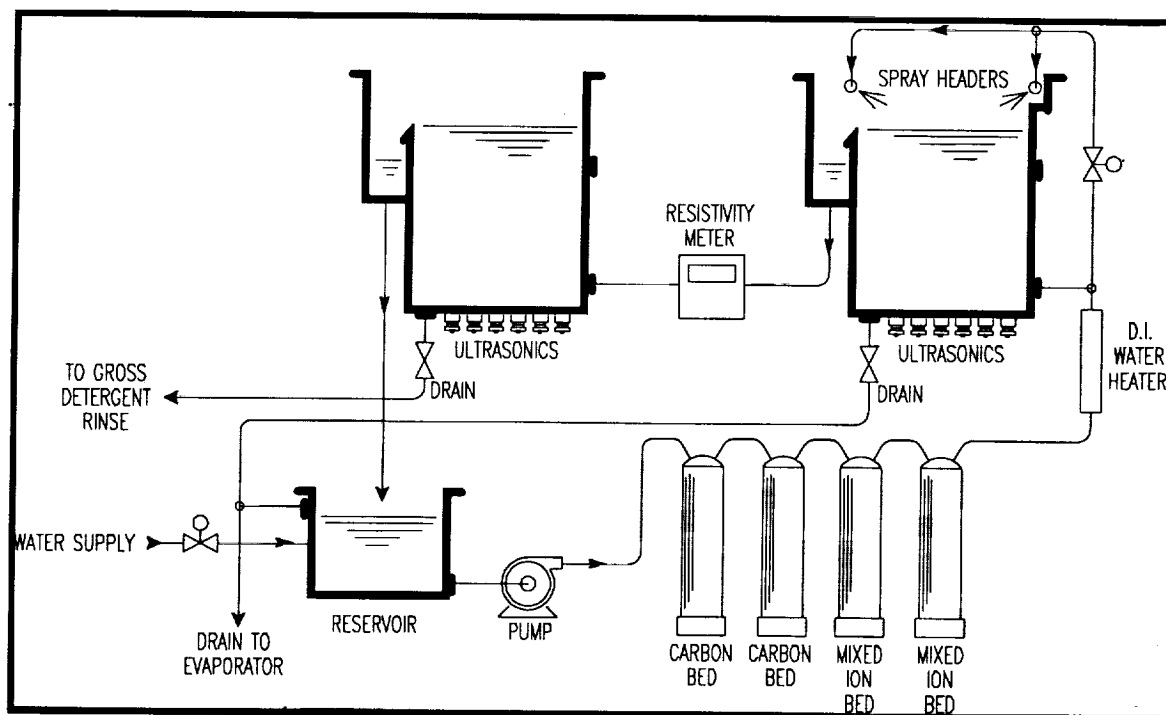 SPRAY HEADERS
RESISTIVITY
METER
ULTRASONICS
ULTRASONICS
D.I.
WATER
HEATER
TO GROSS
DETERGENT
RINSE
DRAIN
DRAIN
WATER SUPPLY
RESERVOIR
PUMP
DRAIN TO
EVAPORATOR
CARBON
BED
CARBON
BED
MIXED
ION
BED
MIXED
ION
BED